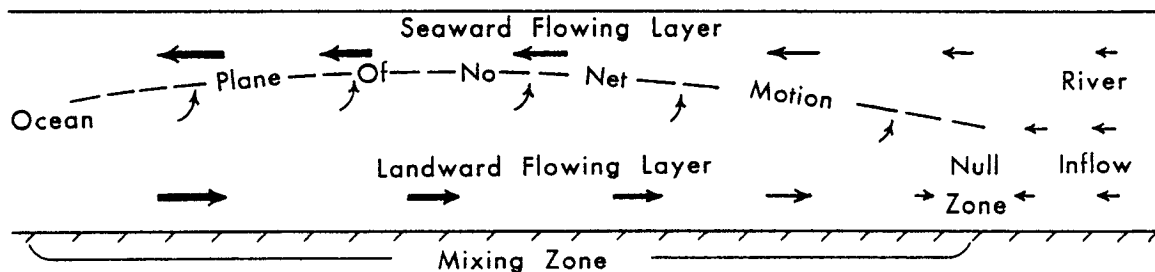 Seaward Flowing Layer
Plane Of No Net Motion
River
Ocean
Landward Flowing Layer
Null
Zone
Inflow
Mixing Zone